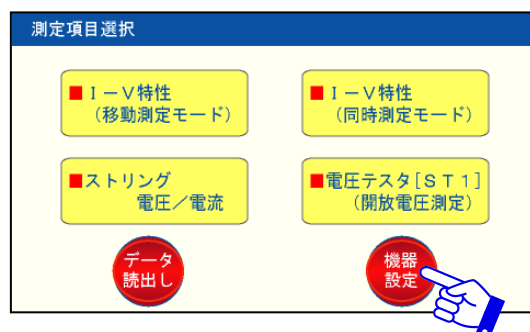 測定項目選択
■Ｉ－Ｖ特性
（移動測定モード）
■Ｉ－Ｖ特性
（同時測定モード）
■ストリング
電圧／電流
■電圧テスタ[ＳＴ１]
（開放電圧測定）
データ
読出し
機器
設定